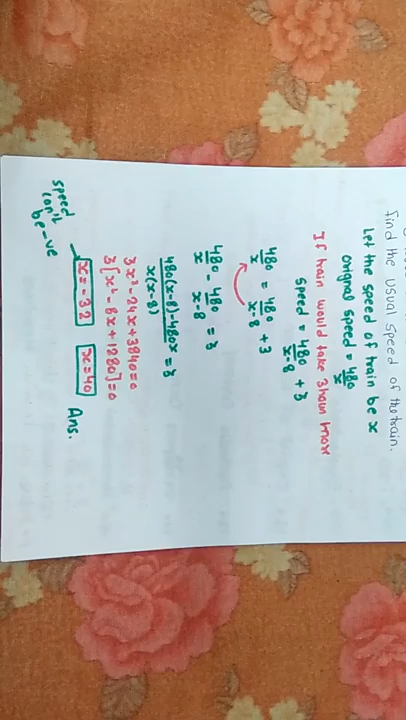 find the usual speed of the train.
Let the speed of train be x
original speed = 480/x
If train would take 3 hours more
speed = 480/x-8 + 3
480/x = 480/x-8 + 3
480/x - 480/x-8 = 3
480(x-8)-480x/x(x-8) = 3
3x²-24x+3840=0
3[x²-8x+1280]=0
x=-32 x=40
speed can't be -ve
Ans.